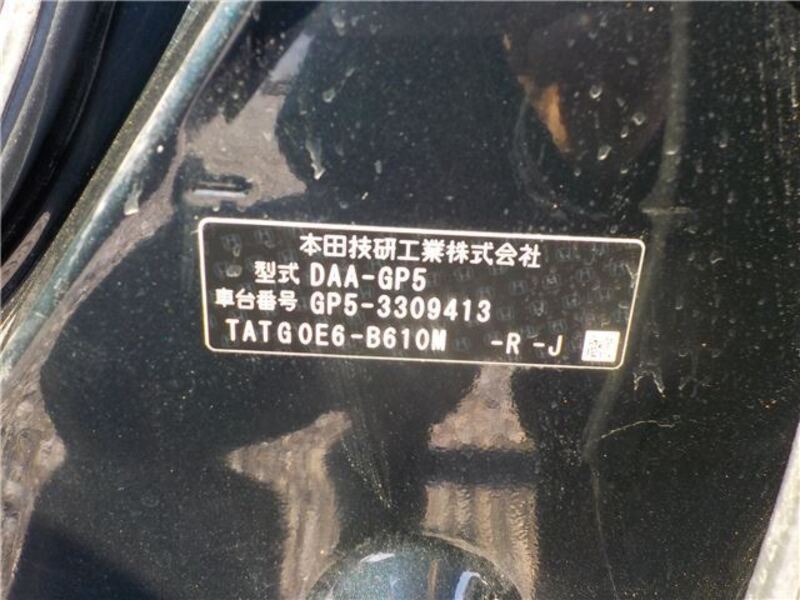 本田技研工業株式会社
型式 DAA-GP5
車台番号 GP5-3309413
TATG0E6-B610M -R -J